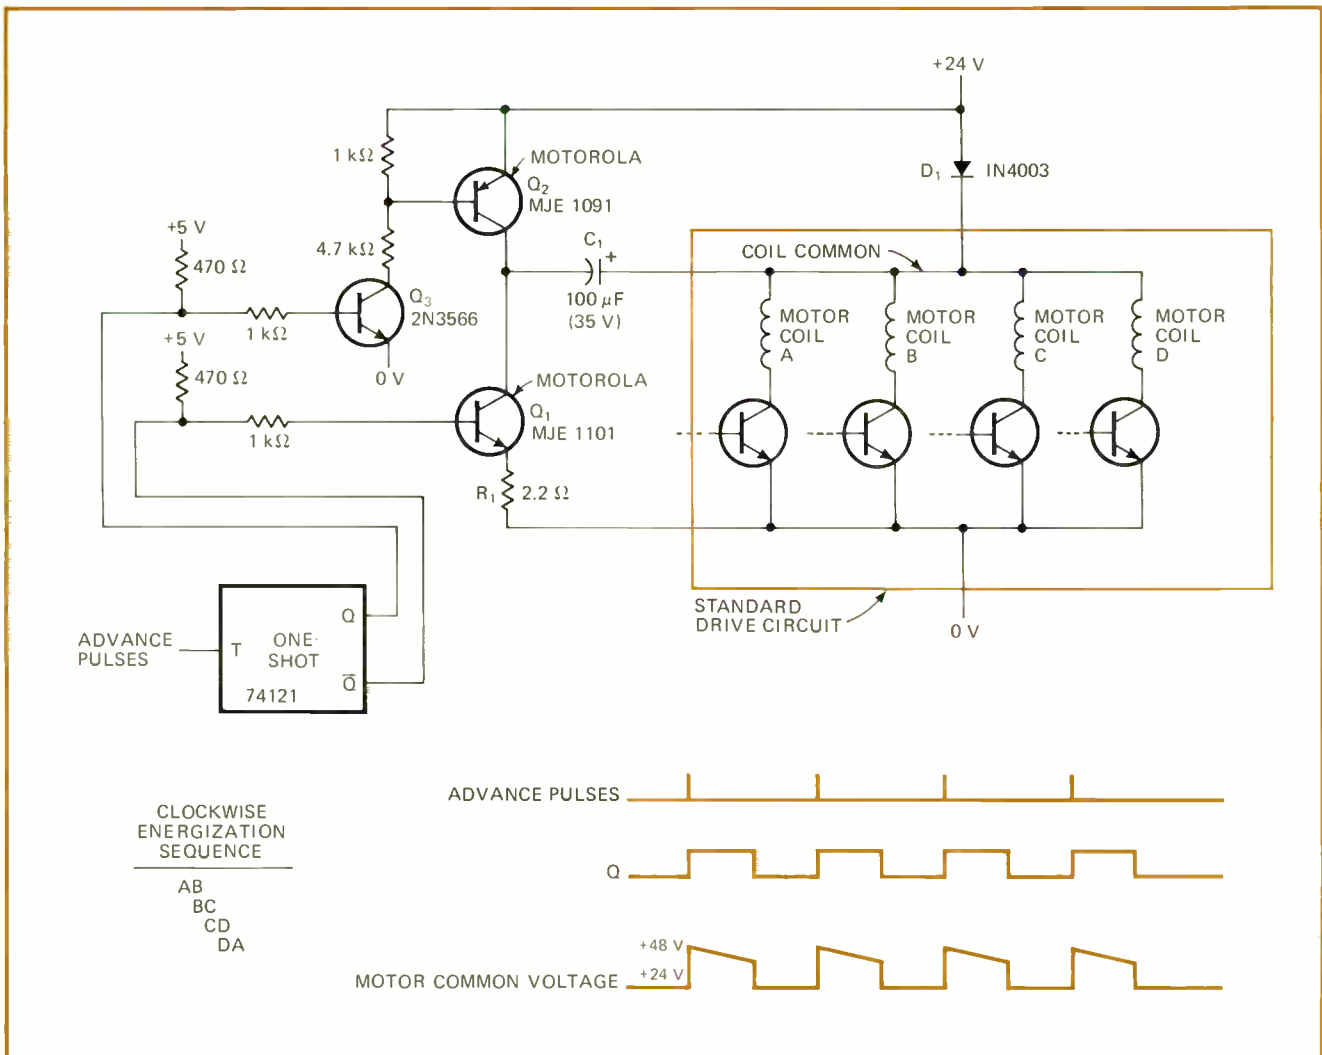 +24 V
1 kΩ
MOTOROLA
Q2
MJE 1091
D1
IN4003
+5 V
470 Ω
4.7 kΩ
C1
+
100 μF
(35 V)
COIL COMMON
Q3
2N3566
1 kΩ
0 V
+5 V
470 Ω
1 kΩ
MOTOROLA
Q1
MJE 1101
R1
2.2 Ω
MOTOR
COIL
A
MOTOR
COIL
B
MOTOR
COIL
C
MOTOR
COIL
D
STANDARD
DRIVE CIRCUIT
0 V
ADVANCE
PULSES
T
ONE-
SHOT
74121
Q
Q̅
CLOCKWISE
ENERGIZATION
SEQUENCE
AB
BC
CD
DA
ADVANCE PULSES
Q
+48 V
+24 V
MOTOR COMMON VOLTAGE